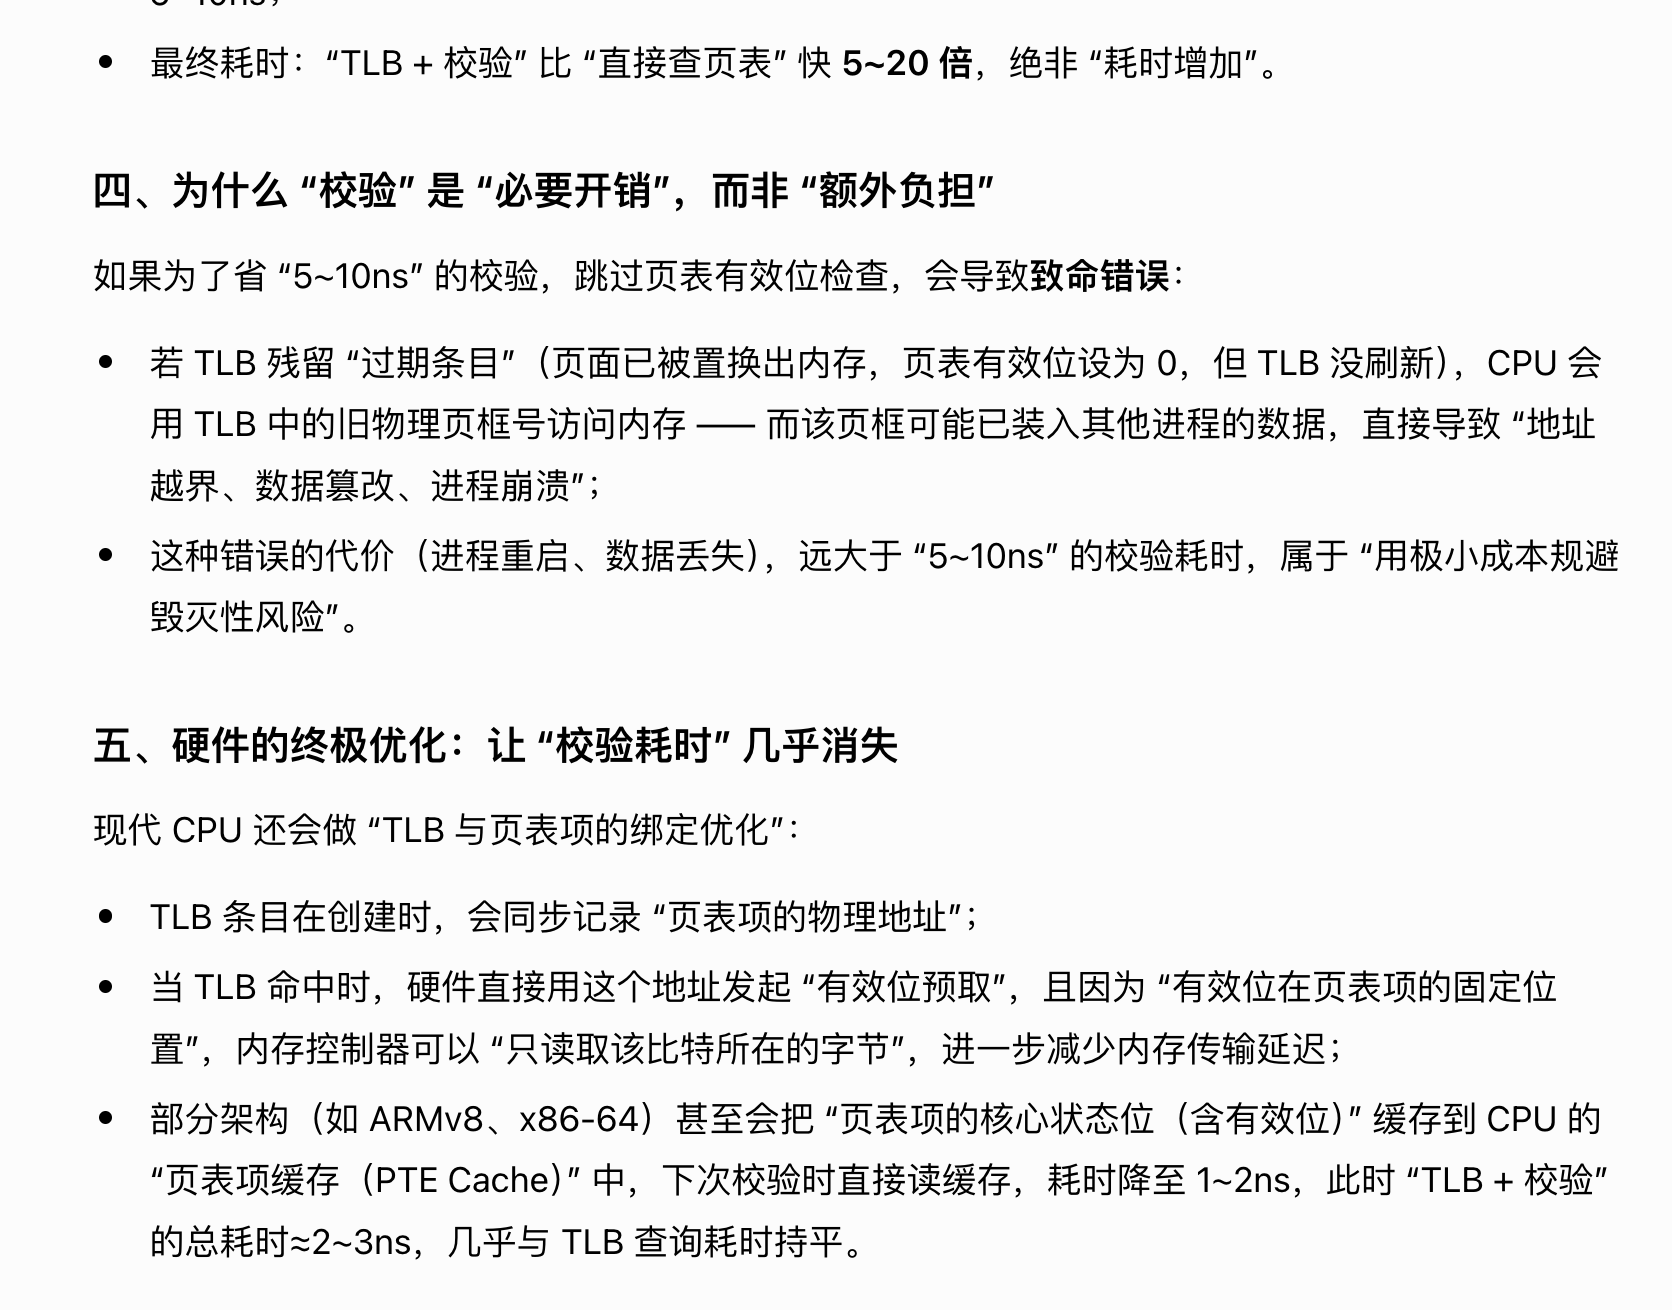 最终耗时：“TLB + 校验” 比 “直接查页表” 快 5~20 倍，绝非 “耗时增加”。
四、为什么 “校验” 是 “必要开销”，而非 “额外负担”
如果为了省 “5~10ns” 的校验，跳过页表有效位检查，会导致致命错误：
若 TLB 残留 “过期条目”（页面已被置换出内存，页表有效位设为 0，但 TLB 没刷新），CPU 会
用 TLB 中的旧物理页框号访问内存 —— 而该页框可能已装入其他进程的数据，直接导致 “地址
越界、数据篡改、进程崩溃”；
这种错误的代价（进程重启、数据丢失），远大于 “5~10ns” 的校验耗时，属于 “用极小成本规避
毁灭性风险”。
五、硬件的终极优化：让 “校验耗时” 几乎消失
现代 CPU 还会做 “TLB 与页表项的绑定优化”：
TLB 条目在创建时，会同步记录 “页表项的物理地址”；
当 TLB 命中时，硬件直接用这个地址发起 “有效位预取”，且因为 “有效位在页表项的固定位
置”，内存控制器可以 “只读取该比特所在的字节”，进一步减少内存传输延迟；
部分架构（如 ARMv8、x86-64）甚至会把 “页表项的核心状态位（含有效位）” 缓存到 CPU 的
“页表项缓存（PTE Cache）” 中，下次校验时直接读缓存，耗时降至 1~2ns，此时 “TLB + 校验”
的总耗时≈2~3ns，几乎与 TLB 查询耗时持平。